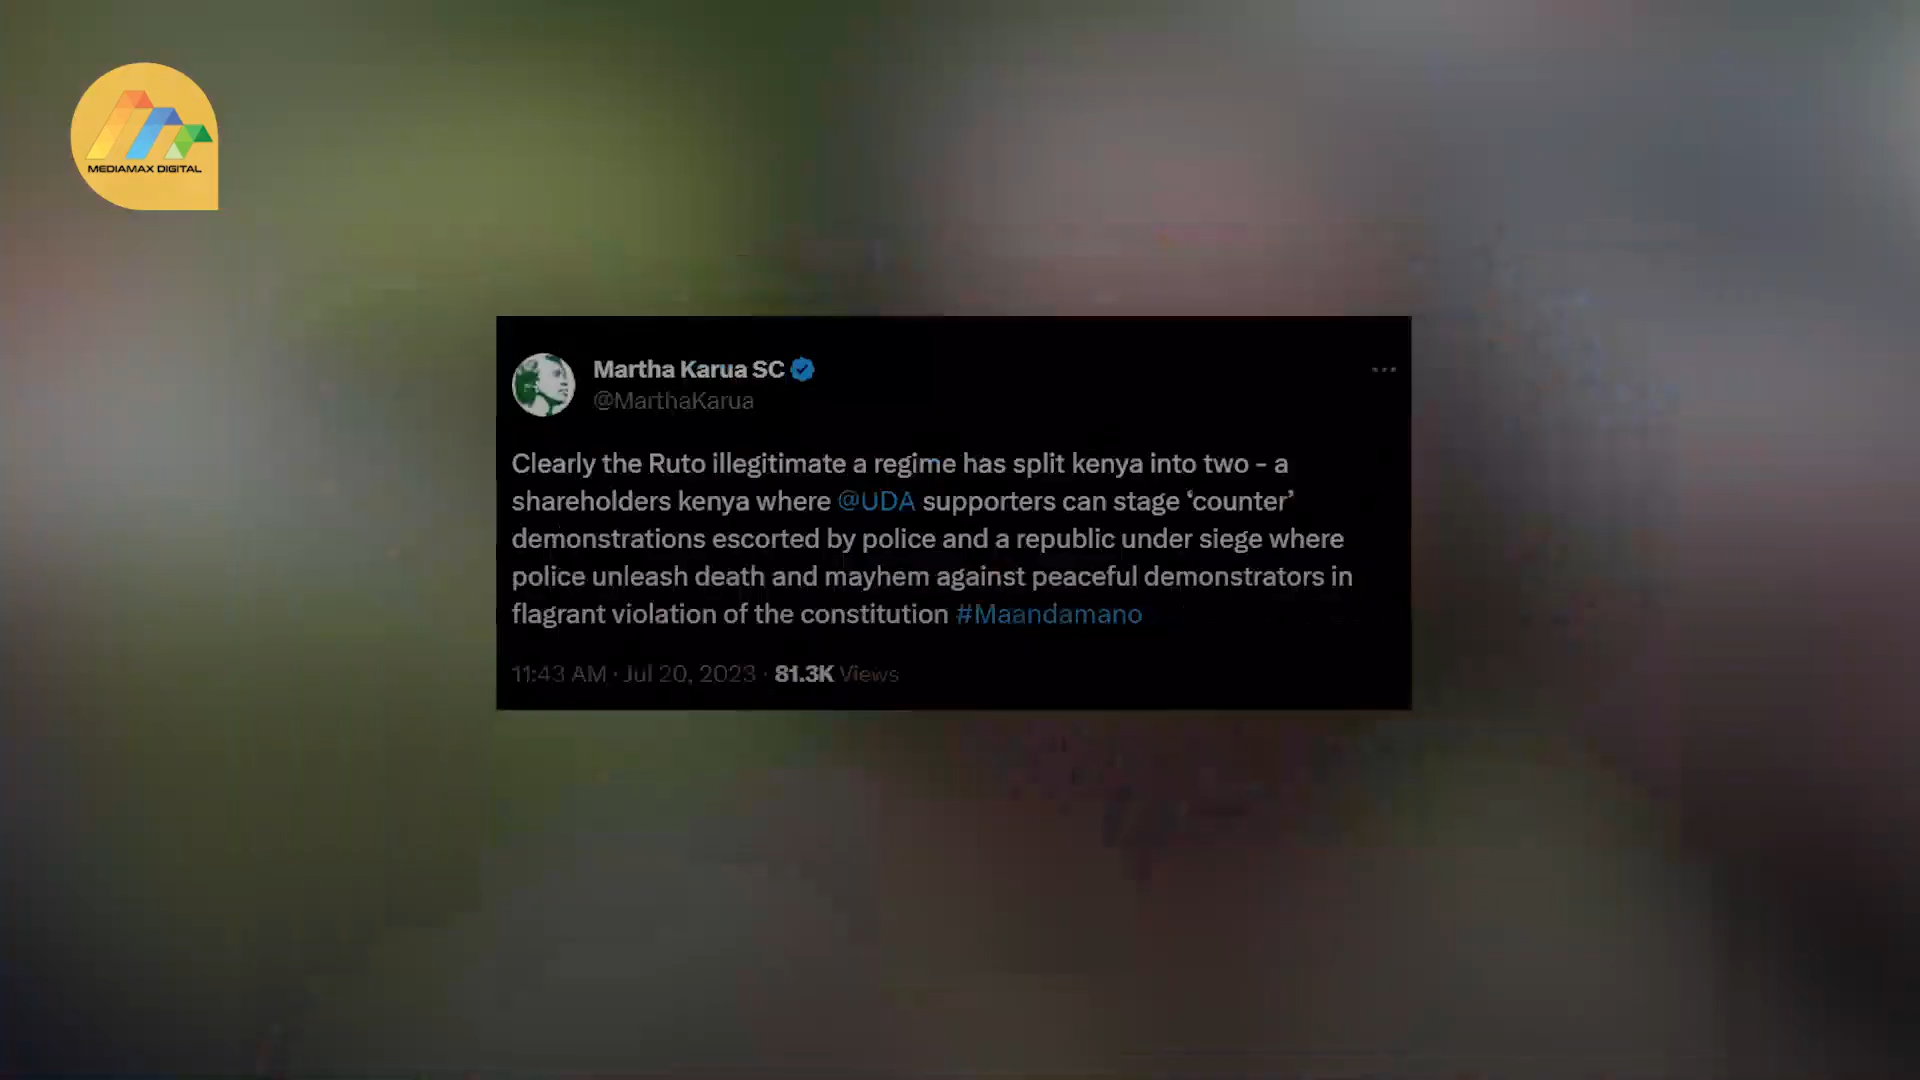 MEDIAMAX DIGITAL
Martha Karua SC
@MarthaKarua
Clearly the Ruto illegitimate a regime has split kenya into two – a
shareholders kenya where @UDA supporters can stage ‘counter’
demonstrations escorted by police and a republic under siege where
police unleash death and mayhem against peaceful demonstrators in
flagrant violation of the constitution #Maandamano
11:43 AM · Jul 20, 2023 · 81.3K Views